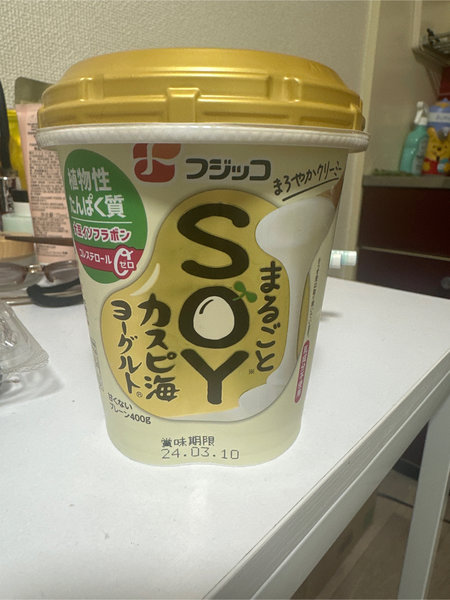 フジッコ
まろやかクリーミー
植物性
たんぱく質
大豆イソフラボン
コレステロール ゼロ
まるごと
SOY
カスピ海
ヨーグルト®
甘くない
プレーン400g
賞味期限
24.03.10